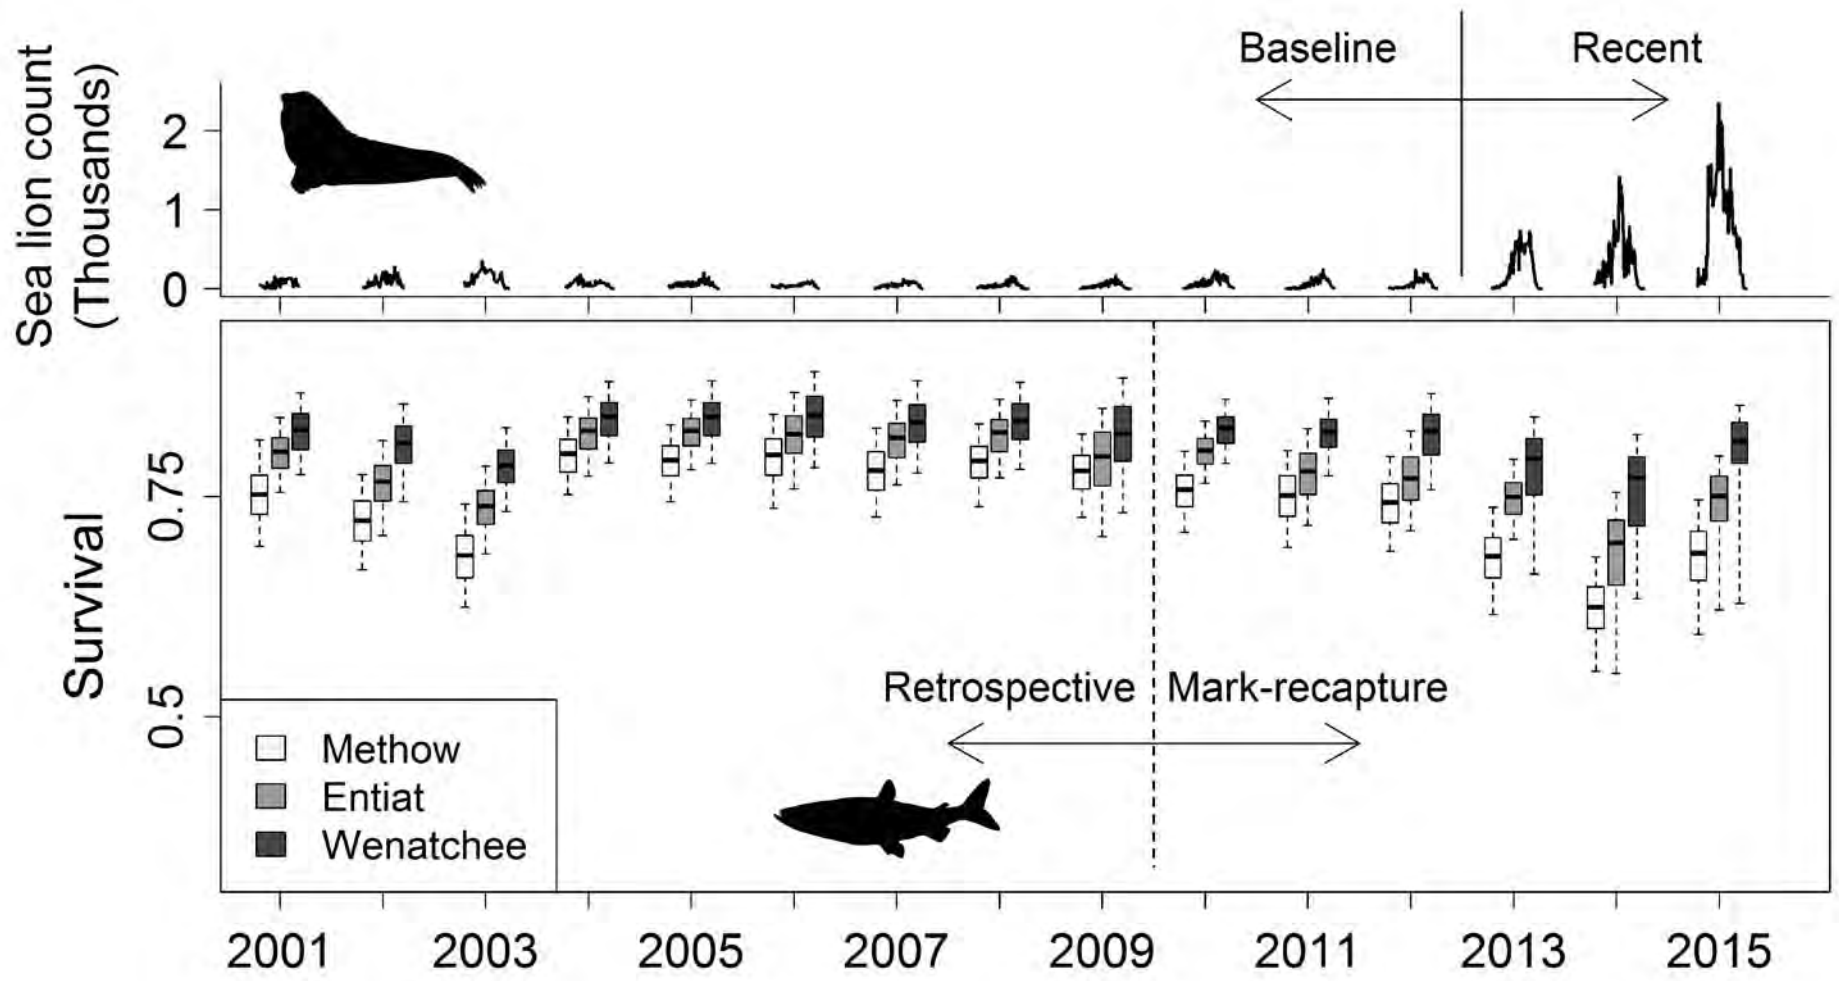 Sea lion count
(Thousands)
2
1
0
Baseline
Recent
Survival
0.75
0.5
Retrospective
Mark-recapture
Methow
Entiat
Wenatchee
2001
2003
2005
2007
2009
2011
2013
2015